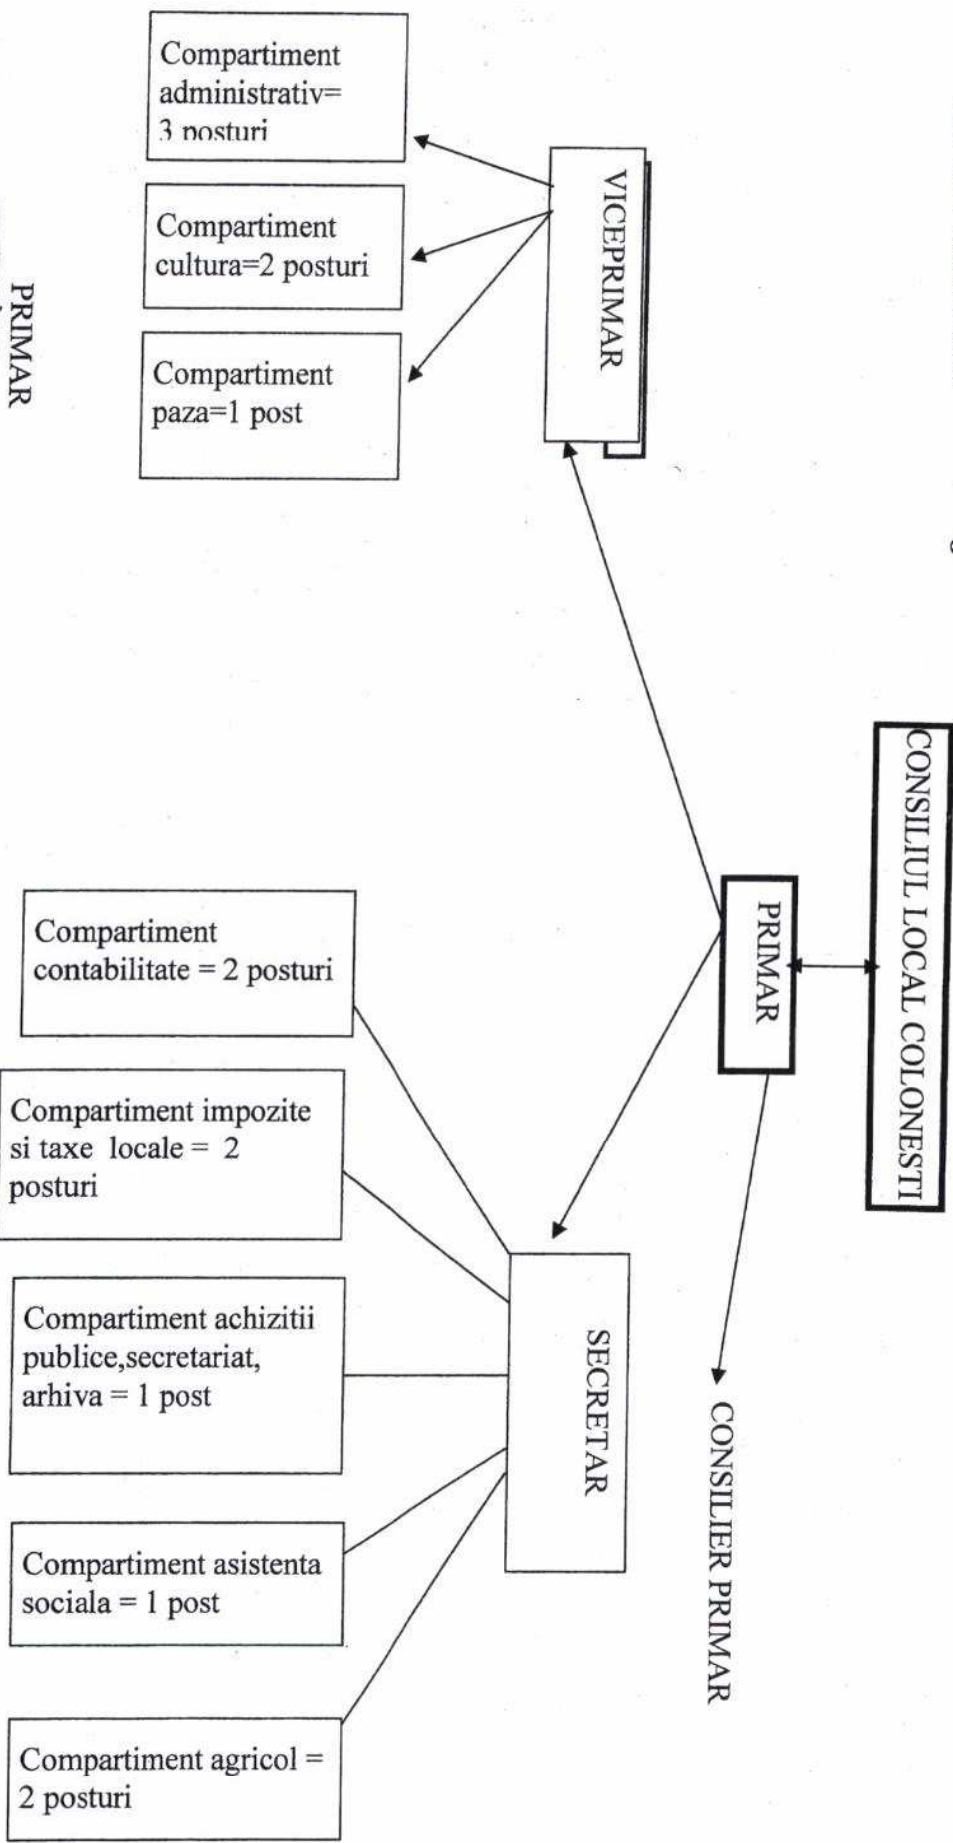 CONSILIUL LOCAL COLONESTI
PRIMAR
CONSILIER PRIMAR
VICEPRIMAR
SECRETAR
Compartiment
administrativ=
3 posturi
Compartiment
cultura=2 posturi
Compartiment
paza=1 post
Compartiment
contabilitate = 2 posturi
Compartiment impozite
si taxe locale = 2
posturi
Compartiment achizitii
publice,secretariat,
arhiva = 1 post
Compartiment asistenta
sociala = 1 post
Compartiment agricol =
2 posturi
PRIMAR